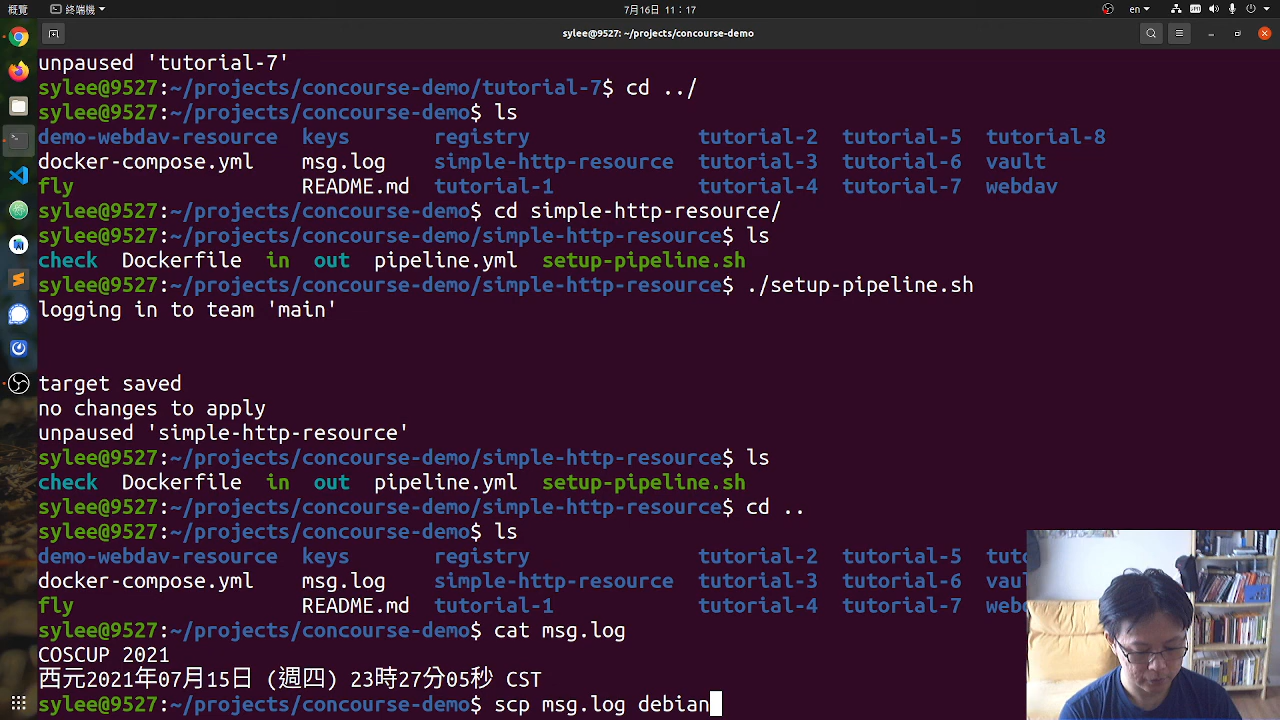 概覽 終端機 7月16日 11:17 en
sylee@9527: ~/projects/concourse-demo
unpaused 'tutorial-7'
sylee@9527:~/projects/concourse-demo/tutorial-7$ cd ../
sylee@9527:~/projects/concourse-demo$ ls
demo-webdav-resource keys registry tutorial-2 tutorial-5 tutorial-8
docker-compose.yml msg.log simple-http-resource tutorial-3 tutorial-6 vault
fly README.md tutorial-1 tutorial-4 tutorial-7 webdav
sylee@9527:~/projects/concourse-demo$ cd simple-http-resource/
sylee@9527:~/projects/concourse-demo/simple-http-resource$ ls
check Dockerfile in out pipeline.yml setup-pipeline.sh
sylee@9527:~/projects/concourse-demo/simple-http-resource$ ./setup-pipeline.sh
logging in to team 'main'
target saved
no changes to apply
unpaused 'simple-http-resource'
sylee@9527:~/projects/concourse-demo/simple-http-resource$ ls
check Dockerfile in out pipeline.yml setup-pipeline.sh
sylee@9527:~/projects/concourse-demo/simple-http-resource$ cd ..
sylee@9527:~/projects/concourse-demo$ ls
demo-webdav-resource keys registry tutorial-2 tutorial-5 tuto
docker-compose.yml msg.log simple-http-resource tutorial-3 tutorial-6 vau
fly README.md tutorial-1 tutorial-4 tutorial-7 web
sylee@9527:~/projects/concourse-demo$ cat msg.log
COSCUP 2021
西元2021年07月15日 (週四) 23時27分05秒 CST
sylee@9527:~/projects/concourse-demo$ scp msg.log debian